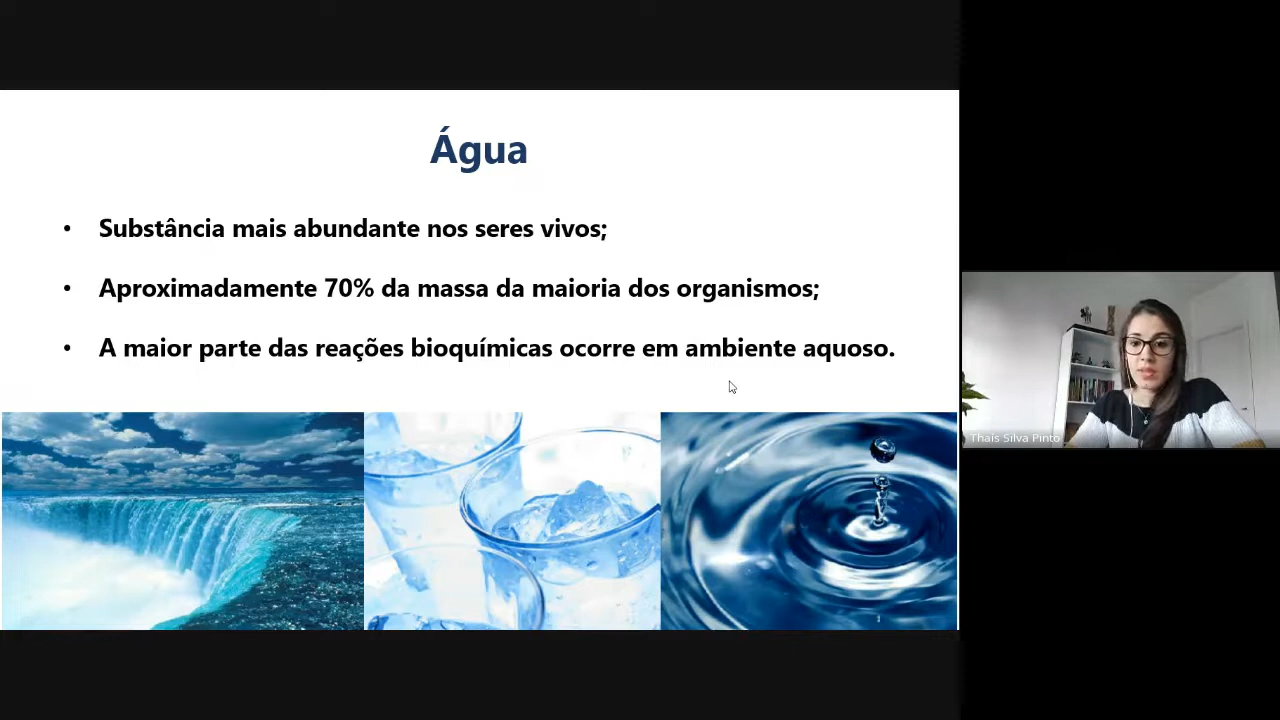 Água
• Substância mais abundante nos seres vivos;
• Aproximadamente 70% da massa da maioria dos organismos;
• A maior parte das reações bioquímicas ocorre em ambiente aquoso.
Thais Silva Pinto